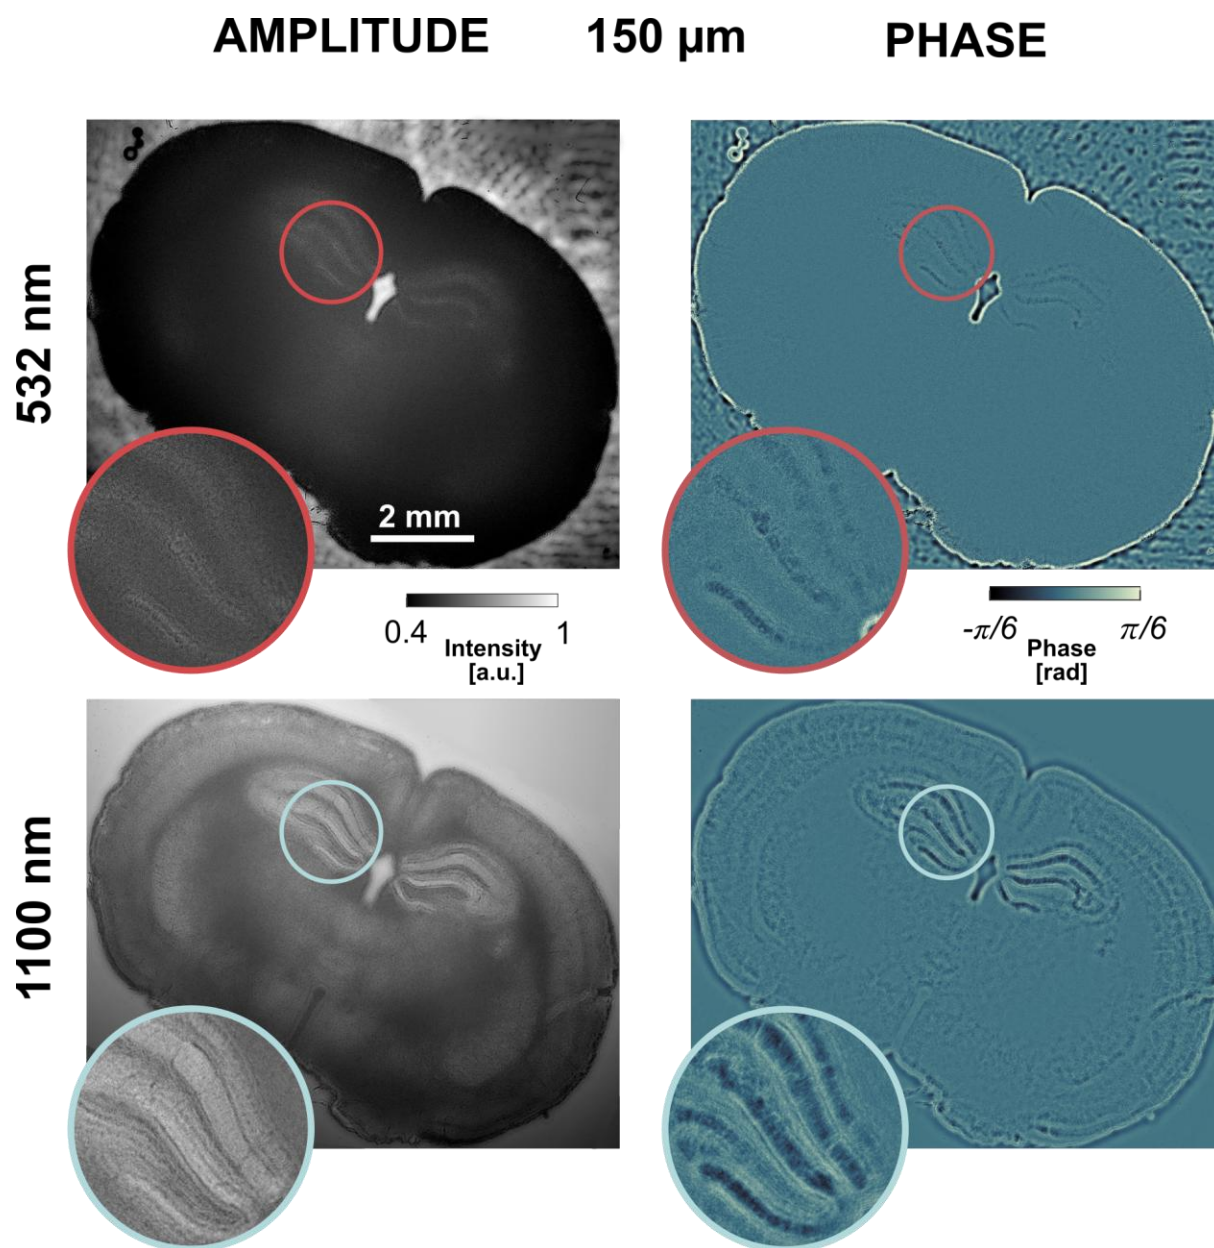 AMPLITUDE 150 µm PHASE
532 nm
2 mm
0.4 1
Intensity
[a.u.]
-π/6 π/6
Phase
[rad]
1100 nm